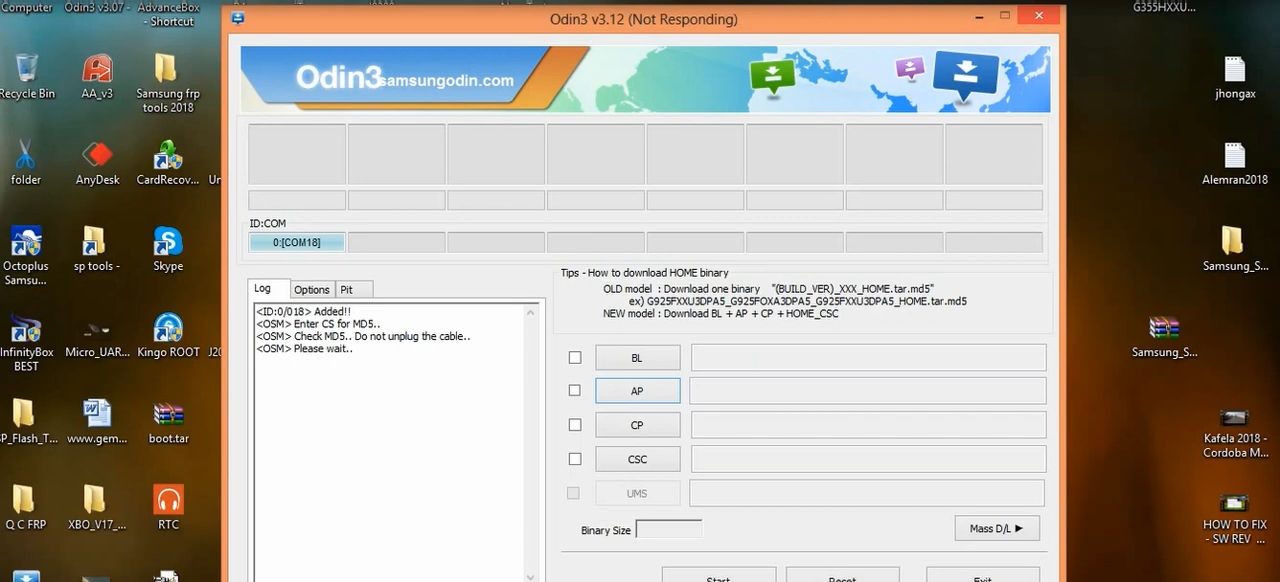 Computer
Odin3 v3.07 -
AdvanceBox
- Shortcut
Recycle Bin
AA_v3
Samsung frp
tools 2018
folder
AnyDesk
CardRecov...
Octoplus
Samsu...
sp tools -
Skype
InfinityBox
BEST
Micro_UAR...
Kingo ROOT
SP_Flash_T...
www.gem...
boot.tar
Q C FRP
XBO_V17_...
RTC
Odin3 v3.12 (Not Responding)
Odin3
samsungodin.com
ID:COM
0:[COM18]
Log
Options
Pit
<ID:0/018> Added!!
<OSM> Enter CS for MD5..
<OSM> Check MD5.. Do not unplug the cable..
<OSM> Please wait..
Tips - How to download HOME binary
OLD model : Download one binary "(BUILD_VER)_XXX_HOME.tar.md5"
ex) G925FXXU3DPA5_G925FOXA3DPA5_G925FXXU3DPA5_HOME.tar.md5
NEW model : Download BL + AP + CP + HOME_CSC
BL
AP
CP
CSC
UMS
Binary Size
Mass D/L
Start
Reset
Exit
G355HXXU...
jhongax
Alemran2018
Samsung_S...
Samsung_S...
Kafela 2018 -
Cordoba M...
HOW TO FIX
- SW REV ...